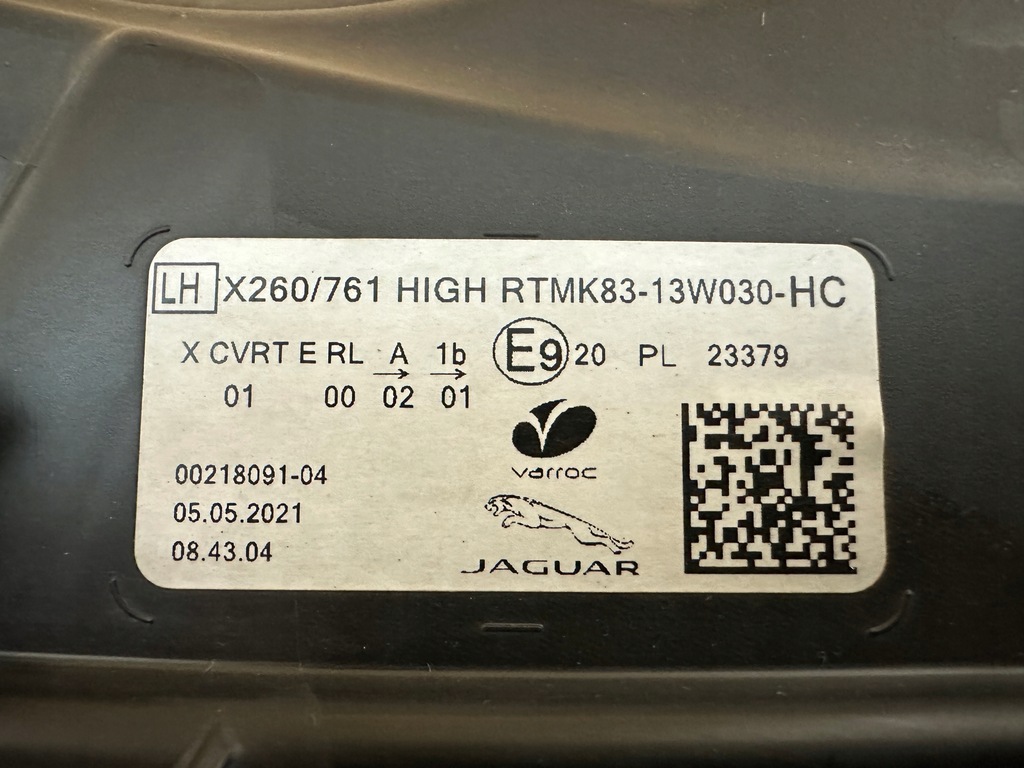 LH X260/761 HIGH RTMK83-13W030-HC
X CVRT E RL A 1b E9 20 PL 23379
01 00 02 01
varroc
00218091-04
05.05.2021
08.43.04
JAGUAR